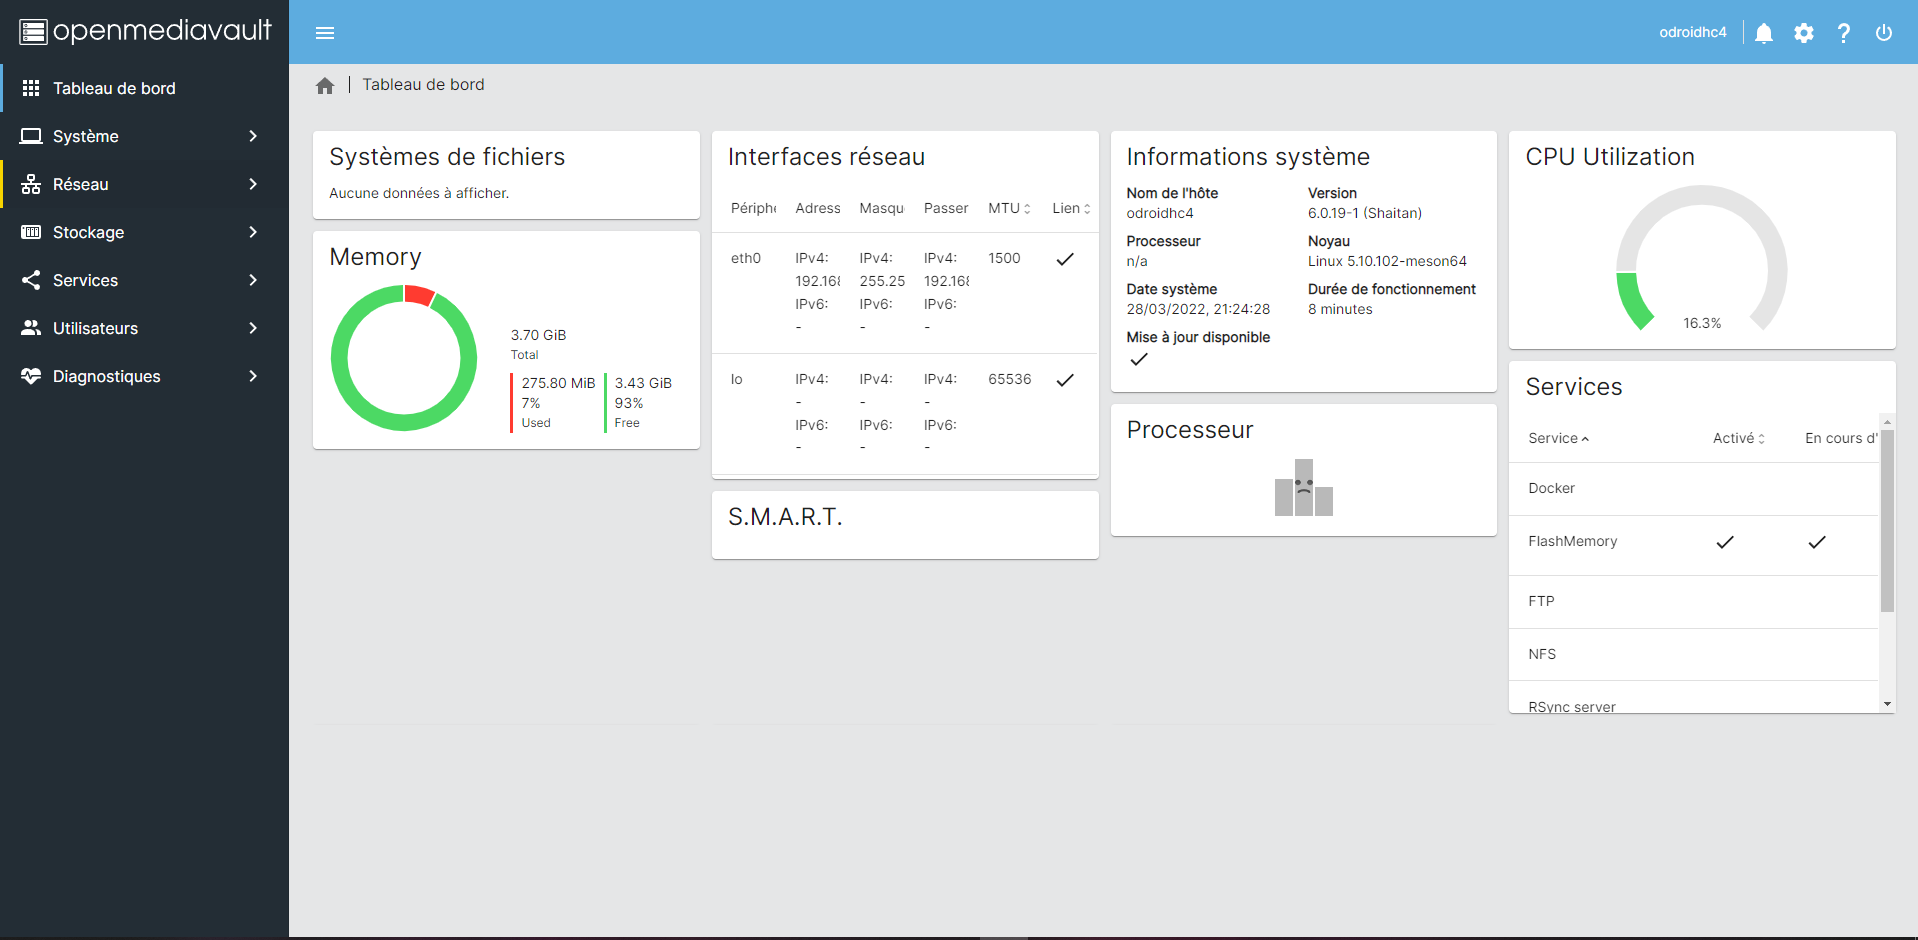 openmediavault
odroidhc4
Tableau de bord
Système
Réseau
Stockage
Services
Utilisateurs
Diagnostiques
Tableau de bord
Systèmes de fichiers
Aucune données à afficher.
Memory
3.70 GiB
Total
275.80 MiB
7%
Used
3.43 GiB
93%
Free
Interfaces réseau
Périphe Adress Masqu Passer MTU Lien
eth0 IPv4: IPv4: IPv4: 1500
192.168 255.25 192.168
IPv6: IPv6: IPv6:
- - -
lo IPv4: IPv4: IPv4: 65536
- - -
IPv6: IPv6: IPv6:
- - -
S.M.A.R.T.
Informations système
Nom de l'hôte
odroidhc4
Version
6.0.19-1 (Shaitan)
Processeur
n/a
Noyau
Linux 5.10.102-meson64
Date système
28/03/2022, 21:24:28
Durée de fonctionnement
8 minutes
Mise à jour disponible
Processeur
CPU Utilization
16.3%
Services
Service Activé En cours d'
Docker
FlashMemory
FTP
NFS
RSync server